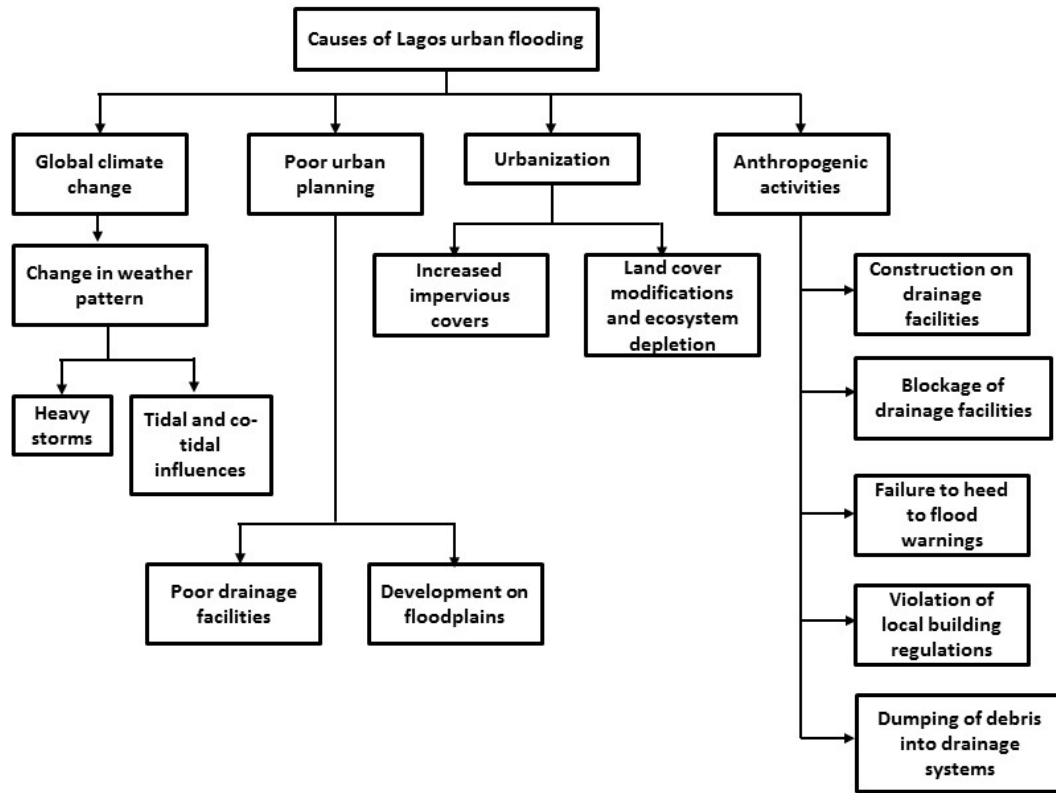 Causes of Lagos urban flooding
Global climate
change
Poor urban
planning
Urbanization
Anthropogenic
activities
Change in weather
pattern
Increased
impervious
covers
Land cover
modifications
and ecosystem
depletion
Construction on
drainage
facilities
Heavy
storms
Tidal and co-
tidal
influences
Blockage of
drainage facilities
Failure to heed
to flood
warnings
Poor drainage
facilities
Development on
floodplains
Violation of
local building
regulations
Dumping of debris
into drainage
systems